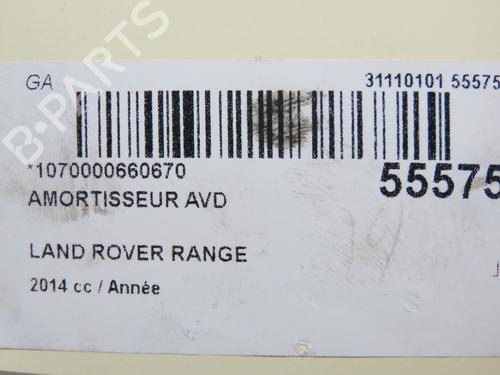 GA
31110101 55575
*1070000660670
55575
AMORTISSEUR AVD
LAND ROVER RANGE
2014 cc / Année
B-PARTS